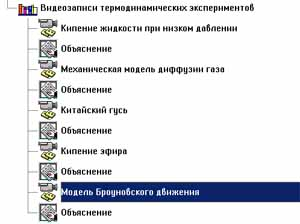 Видеозаписи термодинамических экспериментов
Кипение жидкости при низком давлении
Объяснение
Механическая модель диффузии газа
Объяснение
Китайский гусь
Объяснение
Кипение эфира
Объяснение
Модель Броуновского движения
Объяснение